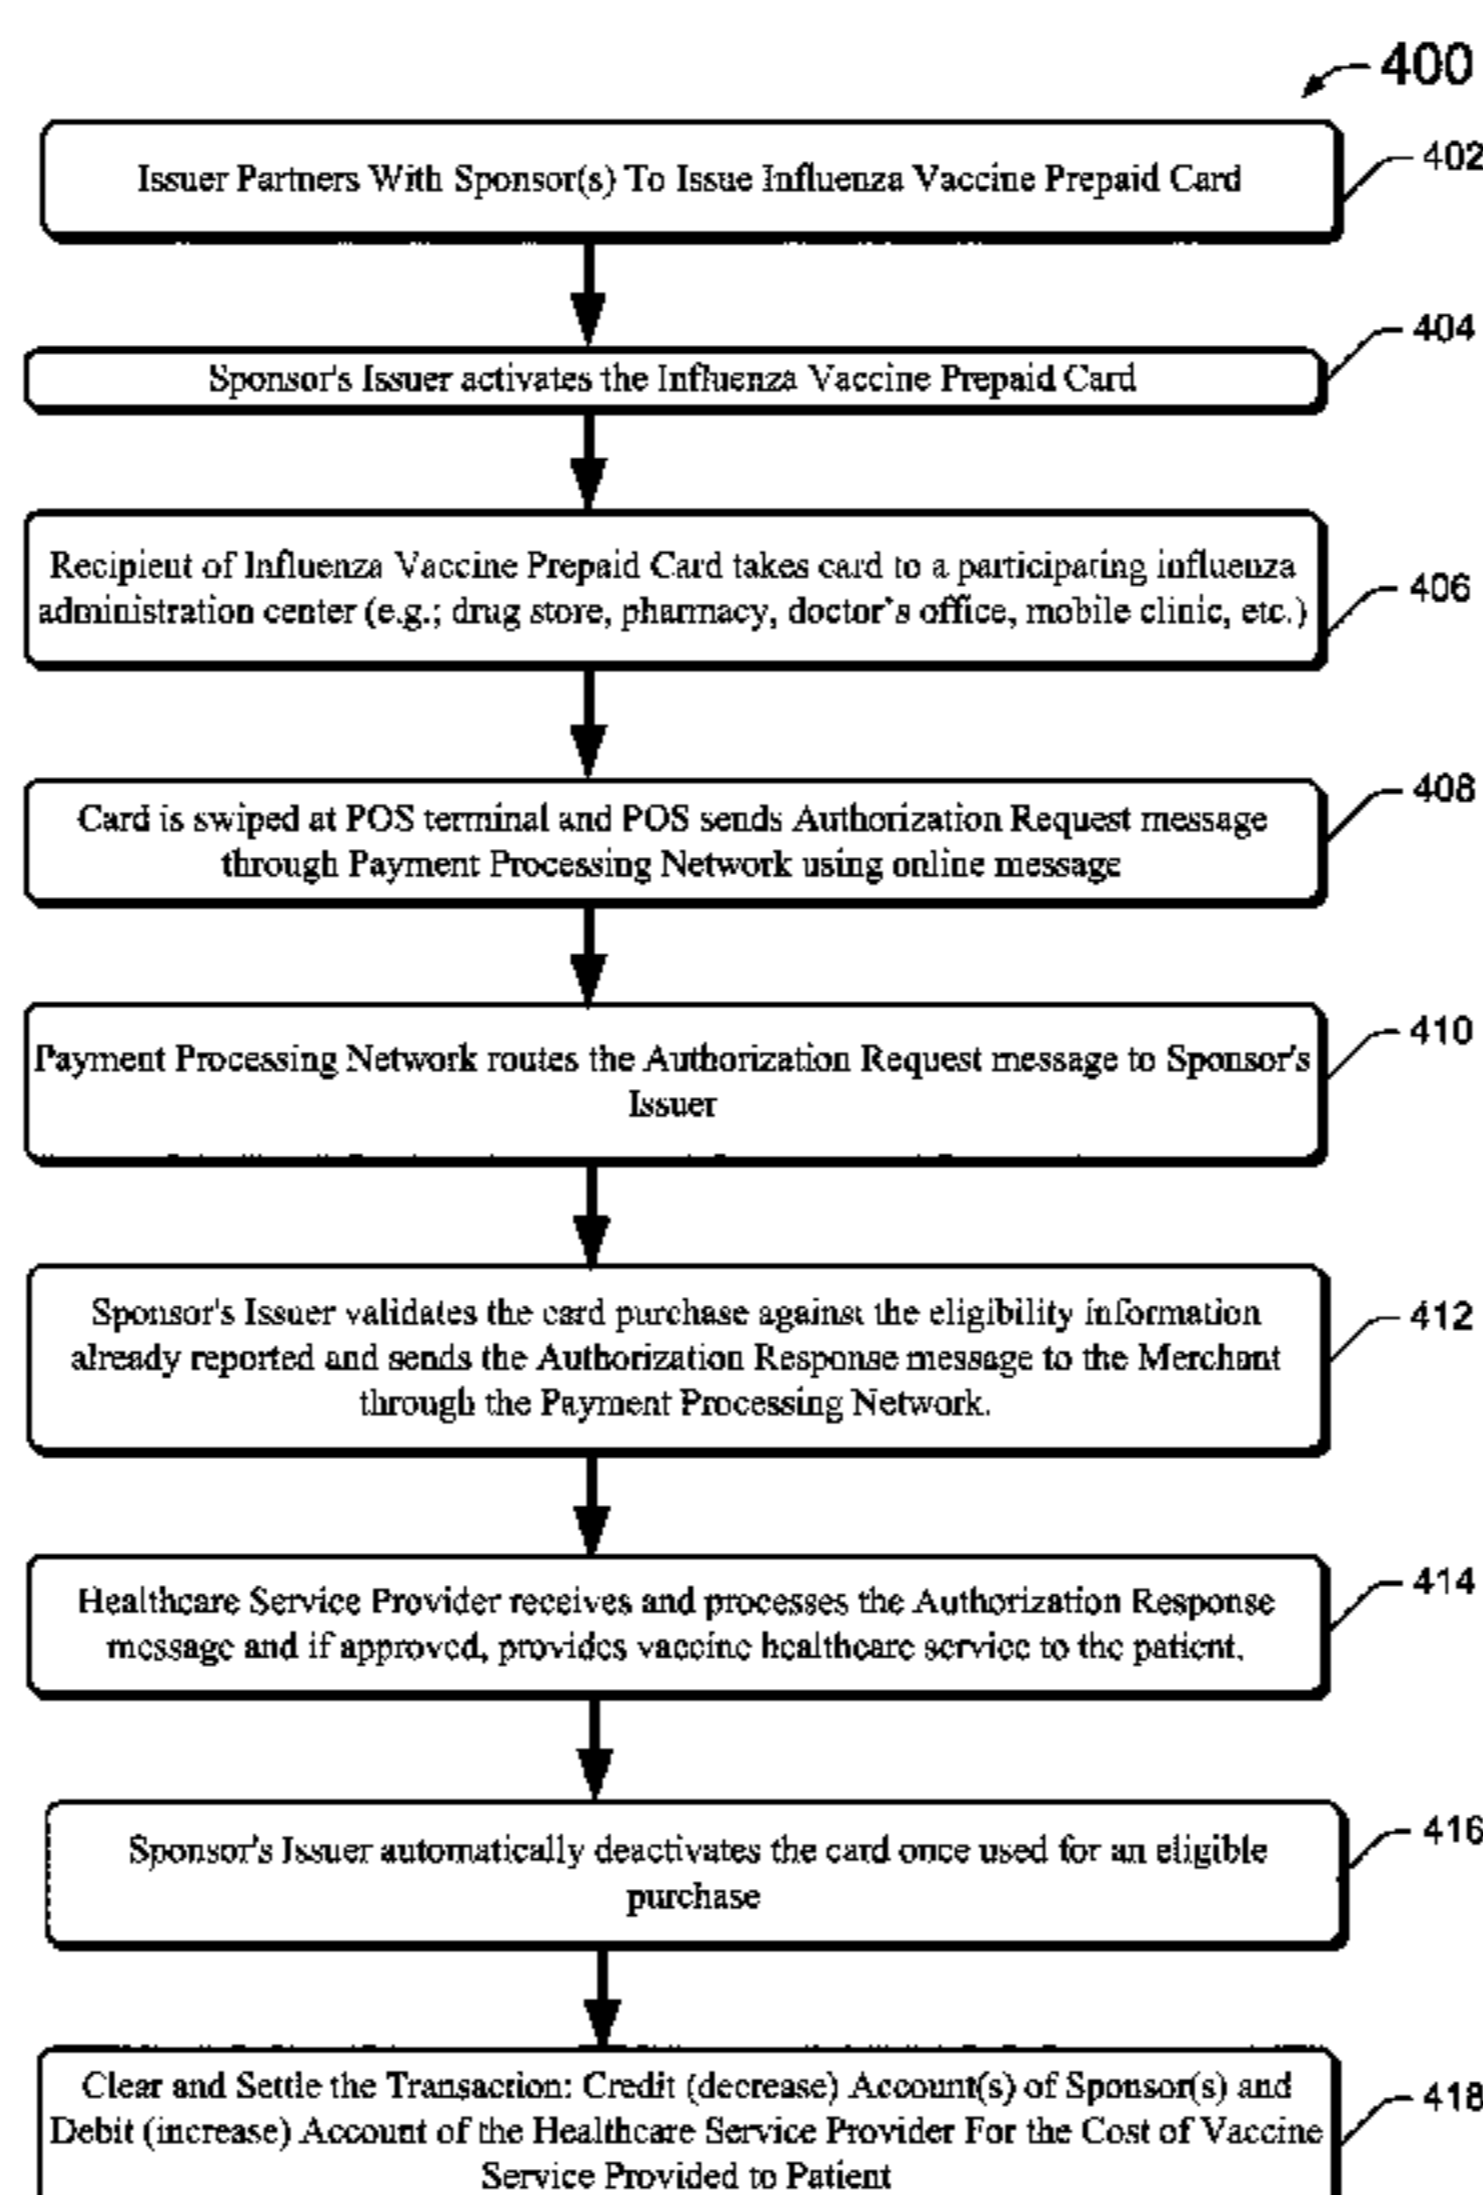 400
Issuer Partners With Sponsor(s) To Issue Influenza Vaccine Prepaid Card
402
404
Sponsor's Issuer activates the Influenza Vaccine Prepaid Card
Recipient of Influenza Vaccine Prepaid Card takes card to a participating influenza
administration center (e.g.; drug store, pharmacy, doctor's office, mobile clinic, etc.)
406
408
Card is swiped at POS terminal and POS sends Authorization Request message
through Payment Processing Network using online message
410
Payment Processing Network routes the Authorization Request message to Sponsor's
Issuer
Sponsor's Issuer validates the card purchase against the eligibility information
412
already reported and sends the Authorization Response message to the Merchant
through the Payment Processing Network.
414
Healthcare Service Provider receives and processes the Authorization Response
message and if approved, provides vaccine healthcare service to the patient.
416
Sponsor's Issuer automatically deactivates the card once used for an eligible
purchase
Clear and Settle the Transaction: Credit (decrease) Account(s) of Sponsor(s) and
418
Debit (increase) Account of the Healthcare Service Provider For the Cost of Vaccine
Service Provided to Patient